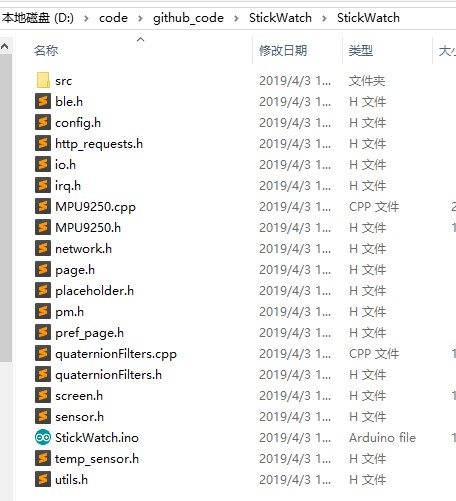 本地磁盘 (D:) › code › github_code › StickWatch › StickWatch
名称 修改日期 类型 大小
src 2019/4/3 1... 文件夹
ble.h 2019/4/3 1... H 文件
config.h 2019/4/3 1... H 文件
http_requests.h 2019/4/3 1... H 文件
io.h 2019/4/3 1... H 文件
irq.h 2019/4/3 1... H 文件
MPU9250.cpp 2019/4/3 1... CPP 文件 2
MPU9250.h 2019/4/3 1... H 文件 1
network.h 2019/4/3 1... H 文件
page.h 2019/4/3 1... H 文件
placeholder.h 2019/4/3 1... H 文件
pm.h 2019/4/3 1... H 文件
pref_page.h 2019/4/3 1... H 文件
quaternionFilters.cpp 2019/4/3 1... CPP 文件 1
quaternionFilters.h 2019/4/3 1... H 文件
screen.h 2019/4/3 1... H 文件 1
sensor.h 2019/4/3 1... H 文件
StickWatch.ino 2019/4/3 1... Arduino file 1
temp_sensor.h 2019/4/3 1... H 文件
utils.h 2019/4/3 1... H 文件